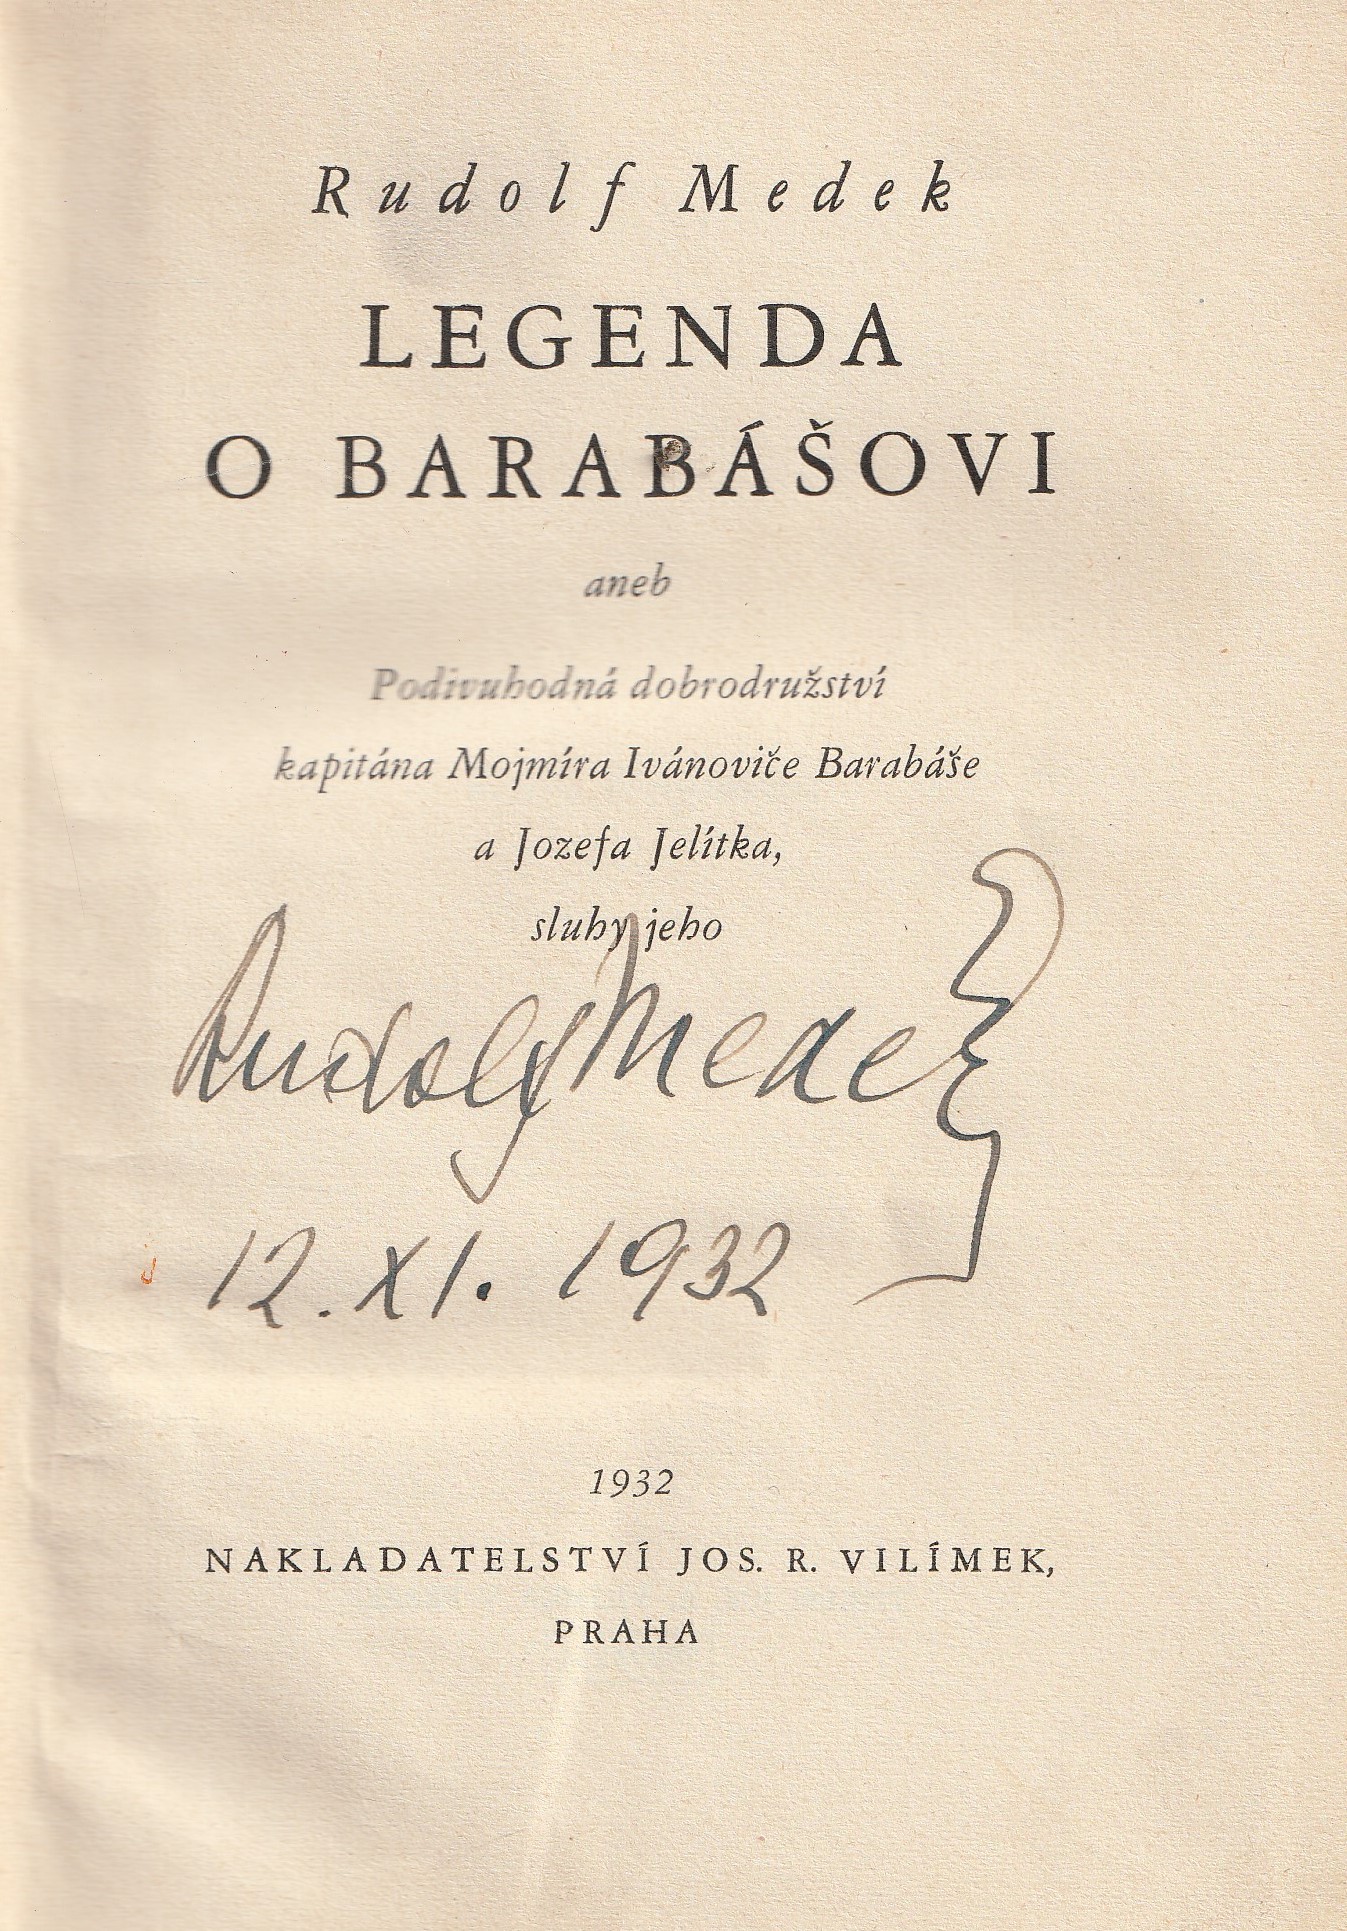 Rudolf Medek
LEGENDA
O BARABÁŠOVI
aneb
Podivuhodná dobrodružství
kapitána Mojmíra Ivánoviče Barabáše
a Jozefa Jelítka,
sluhy jeho
Rudolf Medek
12. XI. 1932
1932
NAKLADATELSTVÍ JOS. R. VILÍMEK,
PRAHA